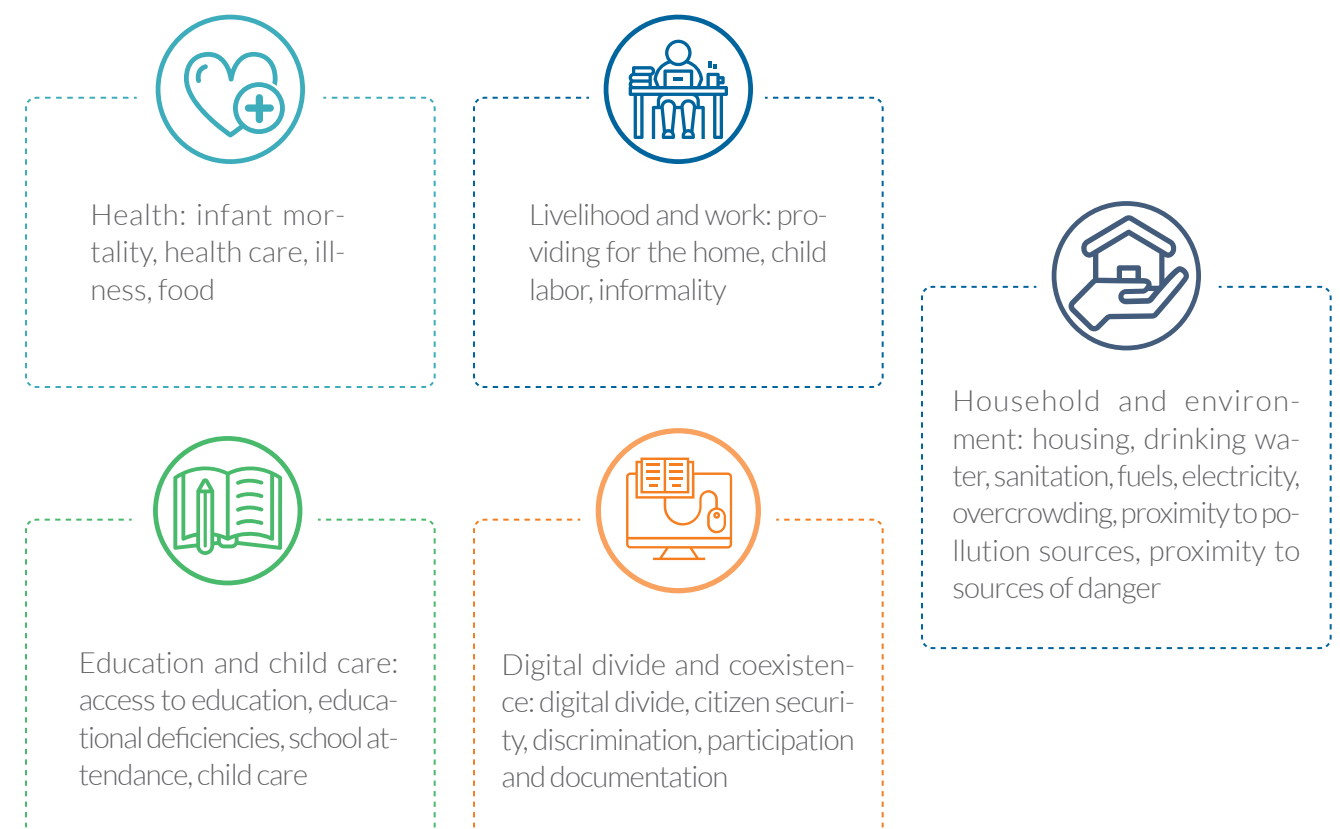 Health: infant mor-
tality, health care, ill-
ness, food
Livelihood and work: pro-
viding for the home, child
labor, informality
Household and environ-
ment: housing, drinking wa-
ter, sanitation, fuels, electricity,
overcrowding, proximity to po-
llution sources, proximity to
sources of danger
Education and child care:
access to education, educa-
tional deficiencies, school at-
tendance, child care
Digital divide and coexisten-
ce: digital divide, citizen securi-
ty, discrimination, participation
and documentation